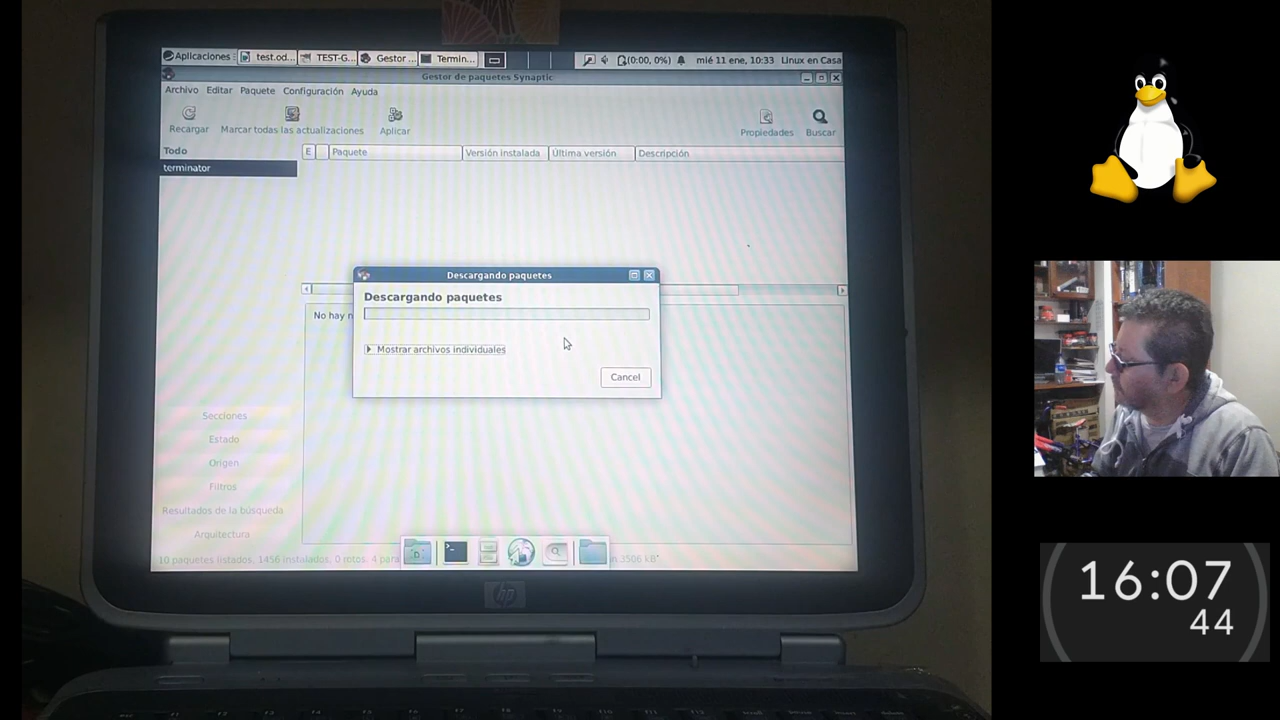 Aplicaciones test.od... TEST-G... Gestor ... Termin... (0:00, 0%) mié 11 ene, 10:33 Linux en Casa
Gestor de paquetes Synaptic
Archivo Editar Paquete Configuración Ayuda
Recargar Marcar todas las actualizaciones Aplicar Propiedades Buscar
Todo
terminator
E Paquete Versión instalada Última versión Descripción
Descargando paquetes
Descargando paquetes
No hay
Mostrar archivos individuales
Cancel
Secciones
Estado
Origen
Filtros
Resultados de la búsqueda
Arquitectura
10 paquetes listados, 1456 instalados, 0 rotos, 4 para 3506 kB
hp
16:07
44